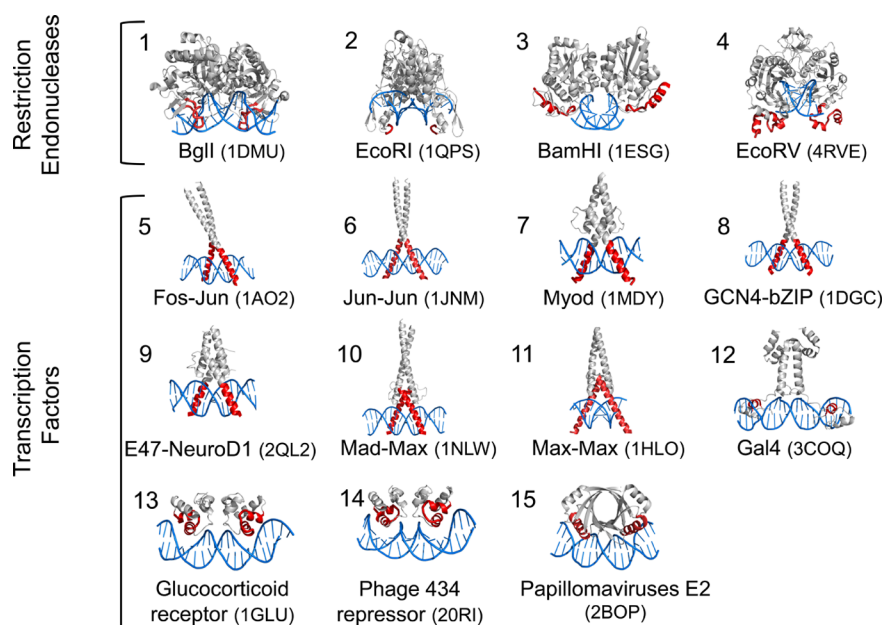 Restriction
Endonucleases
1
2
3
4
BglI (1DMU)
EcoRI (1QPS)
BamHI (1ESG)
EcoRV (4RVE)
Transcription
Factors
5
6
7
8
Fos-Jun (1AO2)
Jun-Jun (1JNM)
Myod (1MDY)
GCN4-bZIP (1DGC)
9
10
11
12
E47-NeuroD1 (2QL2)
Mad-Max (1NLW)
Max-Max (1HLO)
Gal4 (3COQ)
13
14
15
Glucocorticoid
receptor (1GLU)
Phage 434
repressor (20RI)
Papillomaviruses E2
(2BOP)